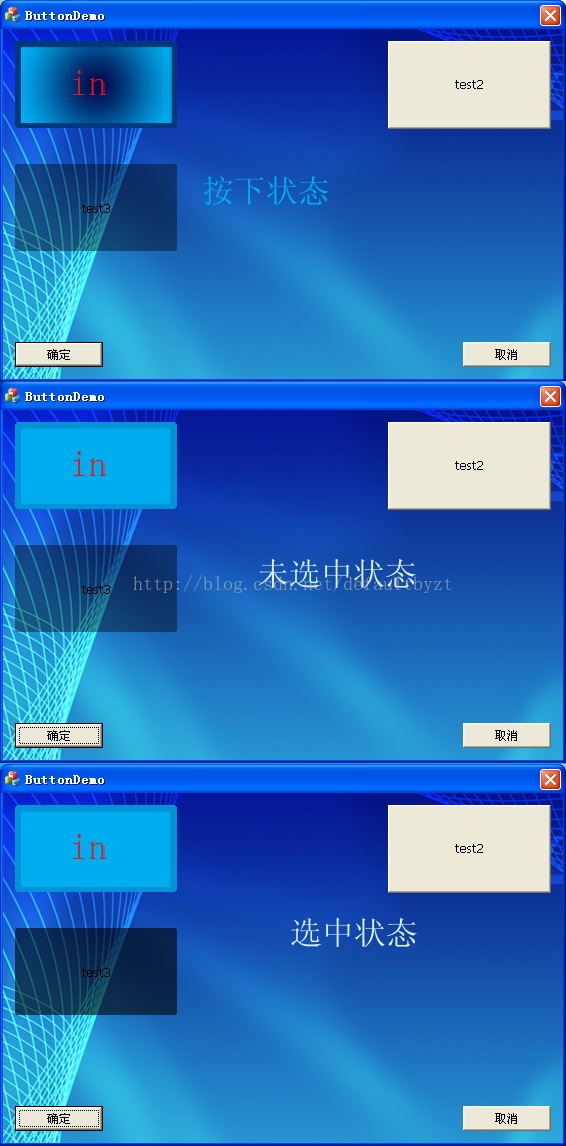 ButtonDemo
in
test2
按下状态
test3
确定
取消
ButtonDemo
in
test2
未选中状态
test3
http://blog.csdn.net/defaultbyzt
确定
取消
ButtonDemo
in
test2
选中状态
test3
确定
取消